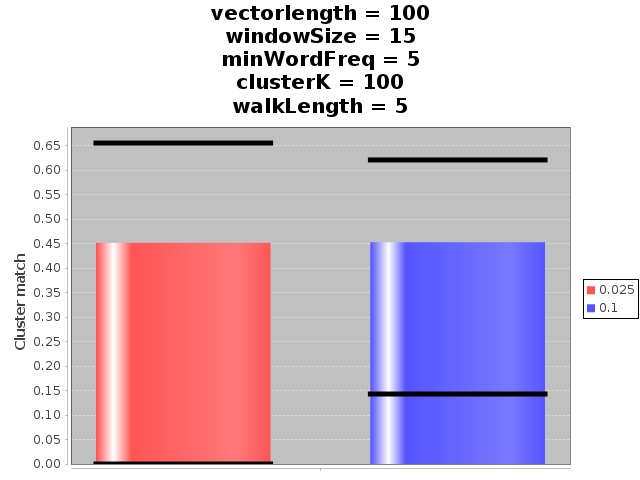 vectorlength = 100
windowSize = 15
minWordFreq = 5
clusterK = 100
walkLength = 5
0.65
0.60
0.55
0.50
0.45
0.40
0.35
0.30
0.25
0.20
0.15
0.10
0.05
0.00
Cluster match
0.025
0.1